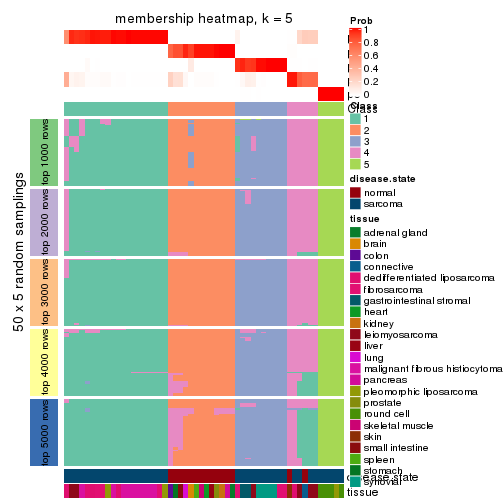 membership heatmap, k = 5
Prob
1
0.8
0.6
0.4
0.2
0
Class
Class
1
2
3
4
5
disease.state
normal
sarcoma
tissue
adrenal gland
brain
colon
connective
dedifferentiated liposarcoma
fibrosarcoma
gastrointestinal stromal
heart
kidney
leiomyosarcoma
liver
lung
malignant fibrous histiocytoma
pancreas
pleomorphic liposarcoma
prostate
round cell
skeletal muscle
skin
small intestine
spleen
stomach
synovial
disease.state
tissue
50 x 5 random samplings
top 1000 rows
top 2000 rows
top 3000 rows
top 4000 rows
top 5000 rows